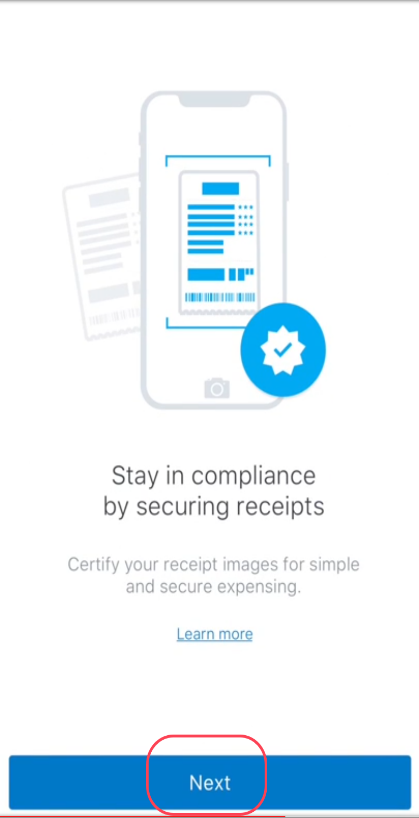 Stay in compliance
by securing receipts
Certify your receipt images for simple
and secure expensing.
Learn more
Next